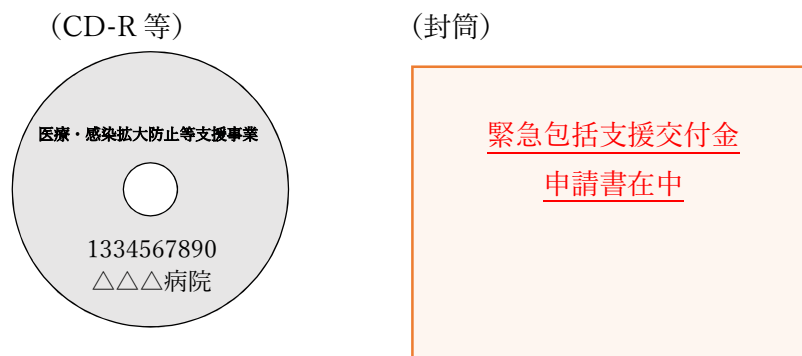 （CD-R 等）
医療・感染拡大防止等支援事業
1334567890
△△△病院
（封筒）
緊急包括支援交付金
申請書在中